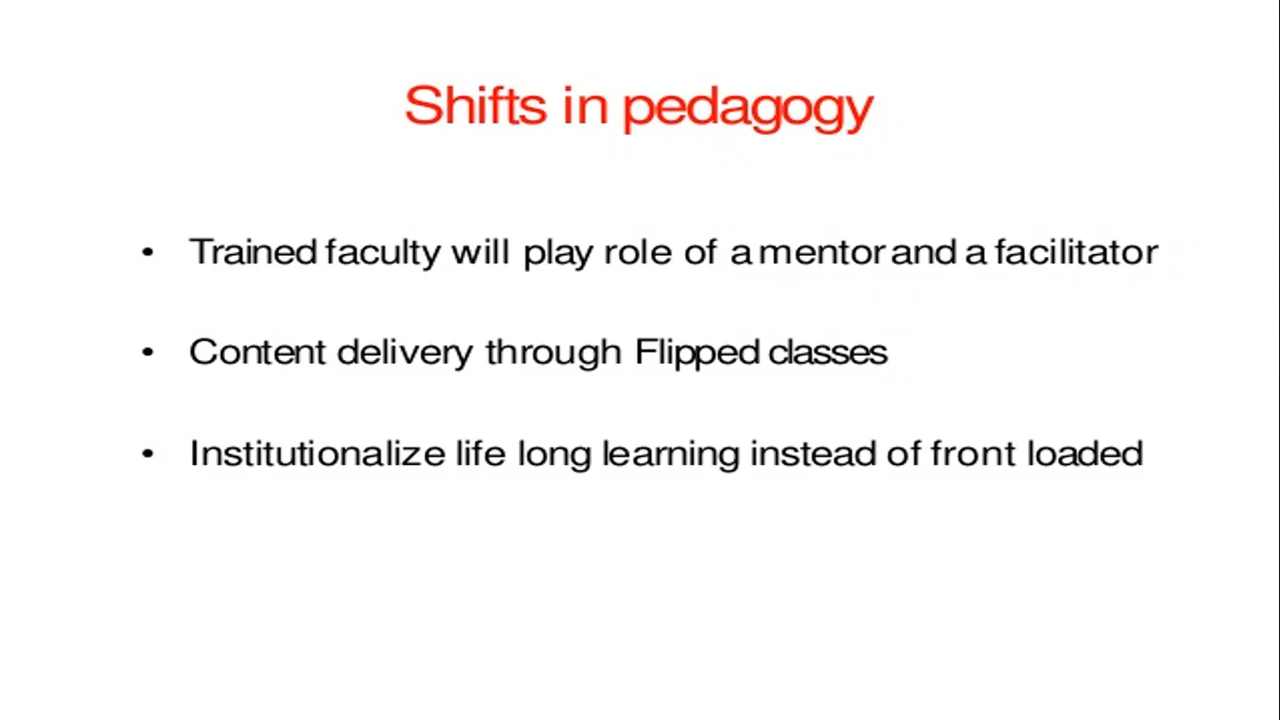 Shifts in pedagogy
• Trained faculty will play role of a mentor and a facilitator
• Content delivery through Flipped classes
• Institutionalize life long learning instead of front loaded